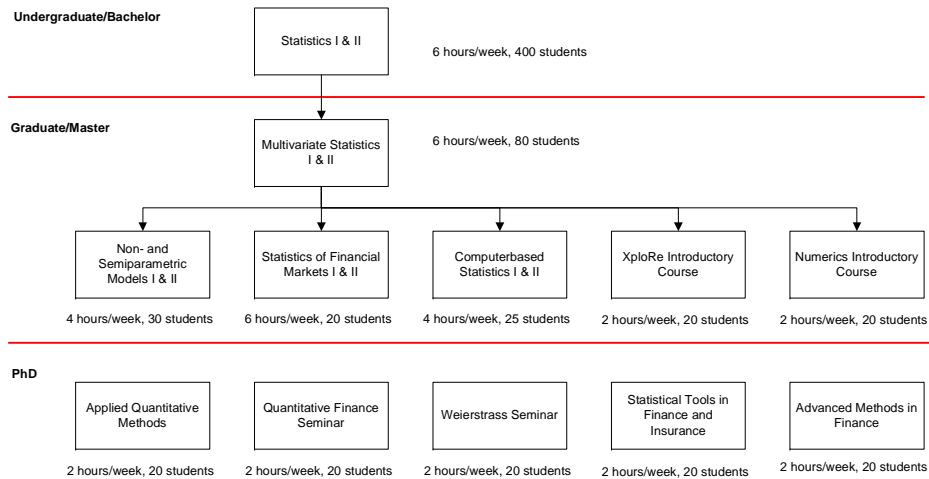 Undergraduate/Bachelor
Statistics I & II
6 hours/week, 400 students
Graduate/Master
Multivariate Statistics
I & II
6 hours/week, 80 students
Non- and
Semiparametric
Models I & II
4 hours/week, 30 students
Statistics of Financial
Markets I & II
6 hours/week, 20 students
Computerbased
Statistics I & II
4 hours/week, 25 students
XploRe Introductory
Course
2 hours/week, 20 students
Numerics Introductory
Course
2 hours/week, 20 students
PhD
Applied Quantitative
Methods
2 hours/week, 20 students
Quantitative Finance
Seminar
2 hours/week, 20 students
Weierstrass Seminar
2 hours/week, 20 students
Statistical Tools in
Finance and
Insurance
2 hours/week, 20 students
Advanced Methods in
Finance
2 hours/week, 20 students